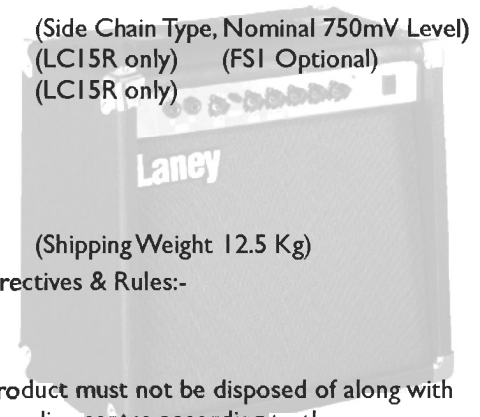 (Side Chain Type, Nominal 750mV Level)
(LC15R only) (FS1 Optional)
(LC15R only)
Laney
(Shipping Weight 12.5 Kg)
rectives & Rules:-
roduct must not be disposed of along with